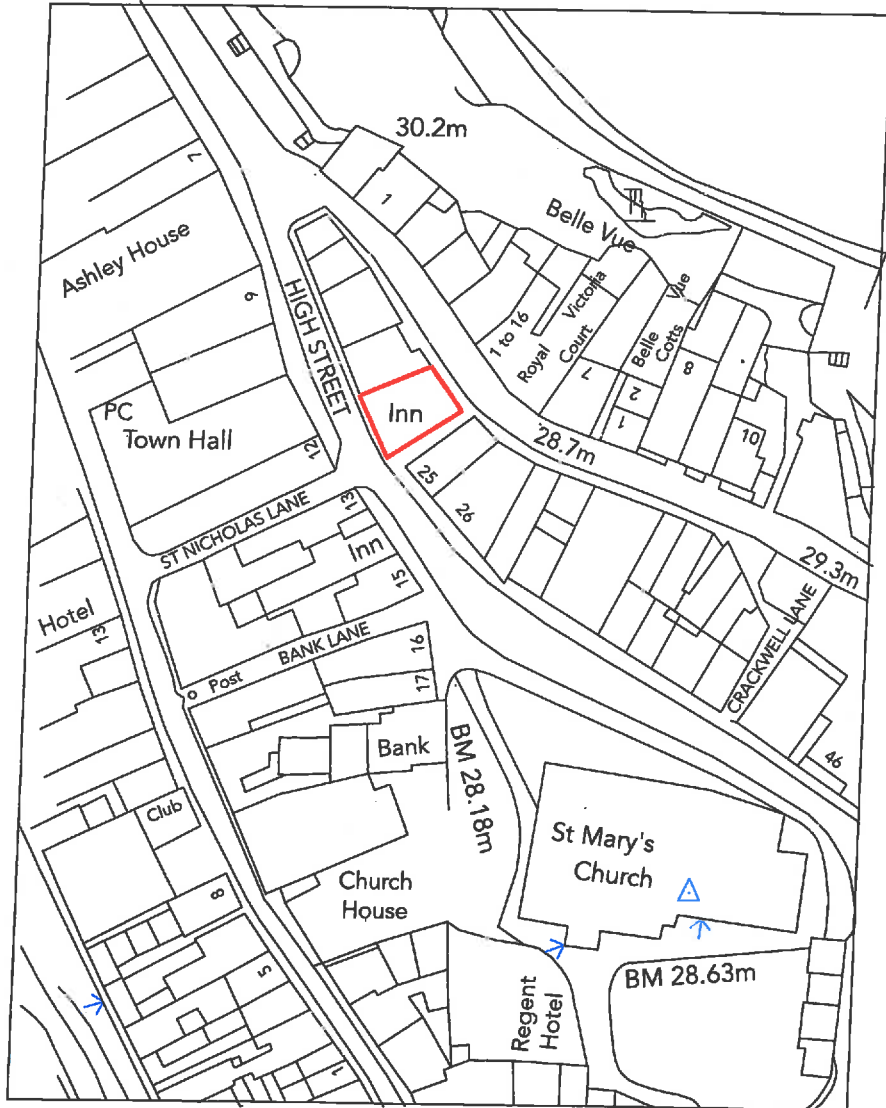 30.2m
7
1
Belle Vue
Ashley House
9
HIGH STREET
1 to 16
Royal
Victoria
Court
Belle Vue
Cotts
7
2
1
8
10
Inn
28.7m
PC
Town Hall
12
25
26
29.3m
ST NICHOLAS LANE
13
Inn
15
Hotel
13
CRACKWELL LANE
Post
BANK LANE
16
17
Bank
BM 28.18m
46
Club
St Mary's
Church
Church
House
8
5
1
Regent
Hotel
BM 28.63m